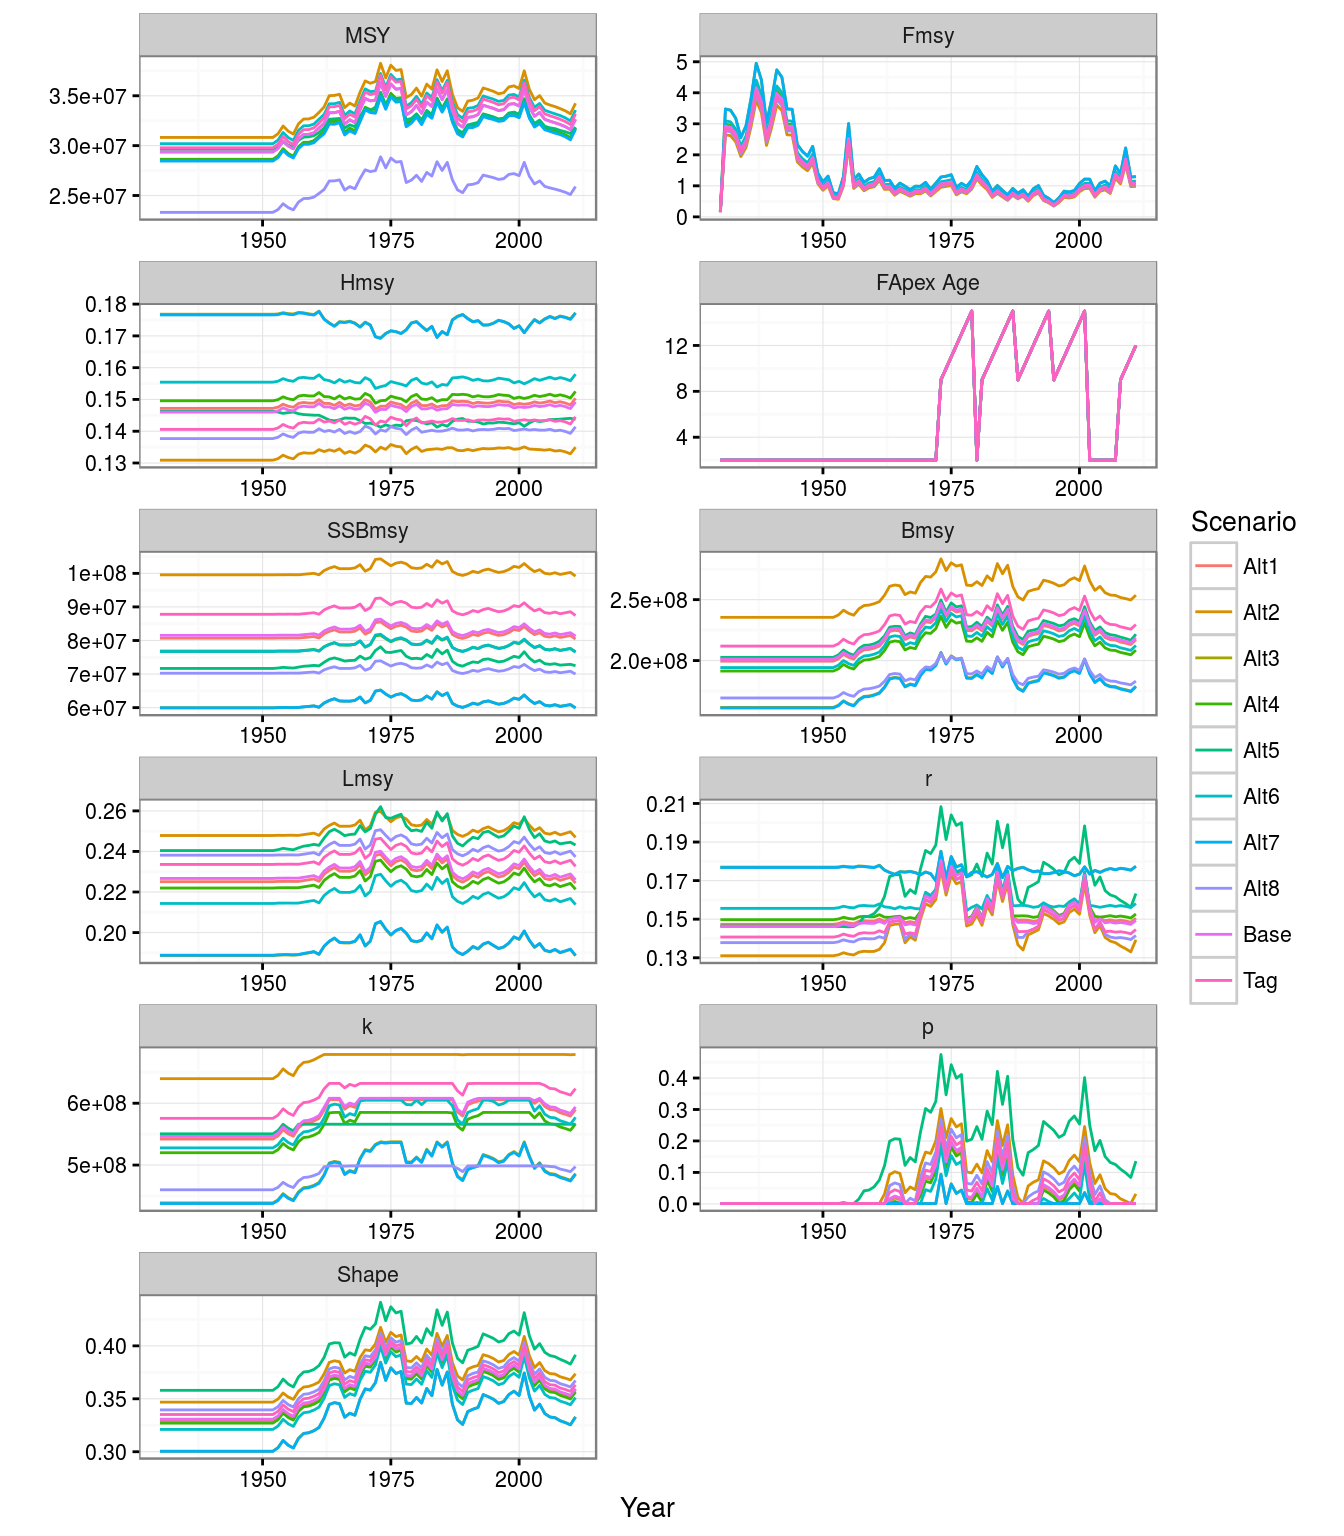 MSY
3.5e+07
3.0e+07
2.5e+07
1950 1975 2000
Fmsy
5
4
3
2
1
0
1950 1975 2000
Hmsy
0.18
0.17
0.16
0.15
0.14
0.13
1950 1975 2000
FApex Age
12
8
4
1950 1975 2000
SSBmsy
1e+08
9e+07
8e+07
7e+07
6e+07
1950 1975 2000
Bmsy
2.5e+08
2.0e+08
1950 1975 2000
Lmsy
0.26
0.24
0.22
0.20
1950 1975 2000
r
0.21
0.19
0.17
0.15
0.13
1950 1975 2000
k
6e+08
5e+08
1950 1975 2000
p
0.4
0.3
0.2
0.1
0.0
1950 1975 2000
Shape
0.40
0.35
0.30
1950 1975 2000
Year
Scenario
Alt1
Alt2
Alt3
Alt4
Alt5
Alt6
Alt7
Alt8
Base
Tag